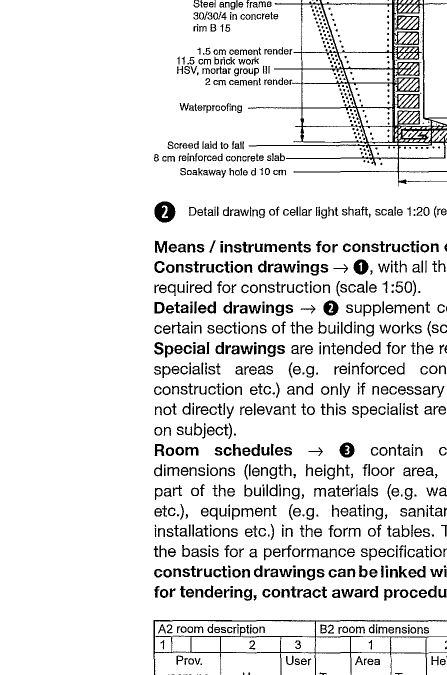 Steel angle frame
30/30/4 in concrete
rim B 15
1.5 cm cement render
11.5 cm brick work
HSV, mortar group III
2 cm cement render
Waterproofing
Screed laid to fall
8 cm reinforced concrete slab
Soakaway hole d 10 cm
2 Detail drawing of cellar light shaft, scale 1:20 (re
Means / instruments for construction
Construction drawings → 1, with all th
required for construction (scale 1:50).
Detailed drawings → 2 supplement c
certain sections of the building works (sc
Special drawings are intended for the re
specialist areas (e.g. reinforced con
construction etc.) and only if necessary
not directly relevant to this specialist are
on subject).
Room schedules → 3 contain c
dimensions (length, height, floor area,
part of the building, materials (e.g. wa
etc.), equipment (e.g. heating, sanitar
installations etc.) in the form of tables. T
the basis for a performance specification
construction drawings can be linked wi
for tendering, contract award procedu
A2 room description B2 room dimensions
1 2 3 1
Prov. User Area He